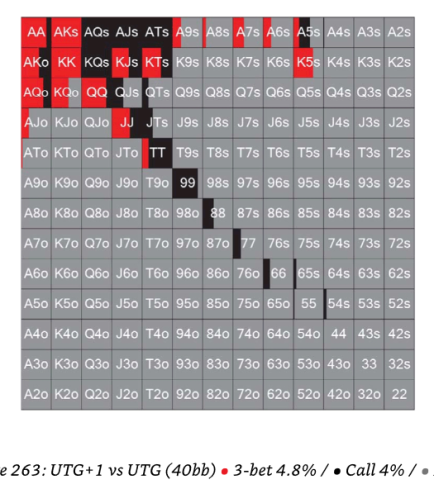 AA AKs AQs AJs ATs A9s A8s A7s A6s A5s A4s A3s A2s
AKo KK KQs KJs KTs K9s K8s K7s K6s K5s K4s K3s K2s
AQo KQo QQ QJs QTs Q9s Q8s Q7s Q6s Q5s Q4s Q3s Q2s
AJo KJo QJo JJ JTs J9s J8s J7s J6s J5s J4s J3s J2s
ATo KTo QTo JTo TT T9s T8s T7s T6s T5s T4s T3s T2s
A9o K9o Q9o J9o T9o 99 98s 97s 96s 95s 94s 93s 92s
A8o K8o Q8o J8o T8o 98o 88 87s 86s 85s 84s 83s 82s
A7o K7o Q7o J7o T7o 97o 87o 77 76s 75s 74s 73s 72s
A6o K6o Q6o J6o T6o 96o 86o 76o 66 65s 64s 63s 62s
A5o K5o Q5o J5o T5o 95o 85o 75o 65o 55 54s 53s 52s
A4o K4o Q4o J4o T4o 94o 84o 74o 64o 54o 44 43s 42s
A3o K3o Q3o J3o T3o 93o 83o 73o 63o 53o 43o 33 32s
A2o K2o Q2o J2o T2o 92o 82o 72o 62o 52o 42o 32o 22
e 263: UTG+1 vs UTG (40bb) • 3-bet 4.8% / • Call 4% / •